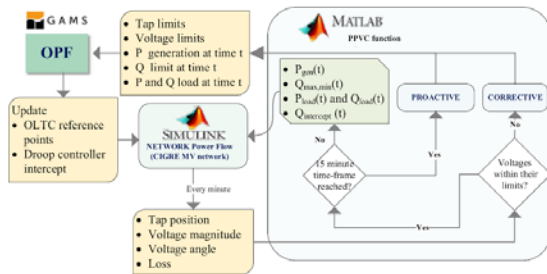 GAMS
OPF
• Tap limits
• Voltage limits
• P generation at time t
• Q limit at time t
• P and Q load at time t
MATLAB
PPVC function
• Pgen(t)
• Qmax,min(t)
• Pload(t) and Qload(t)
• Qintercept (t)
PROACTIVE
CORRECTIVE
Update
• OLTC reference
points
• Droop controller
intercept
SIMULINK
NETWORK Power Flow
(CIGRE MV network)
No
Yes
No
15 minute
time-frame
reached?
Voltages
within their
limits?
Every minute
Yes
• Tap position
• Voltage magnitude
• Voltage angle
• Loss